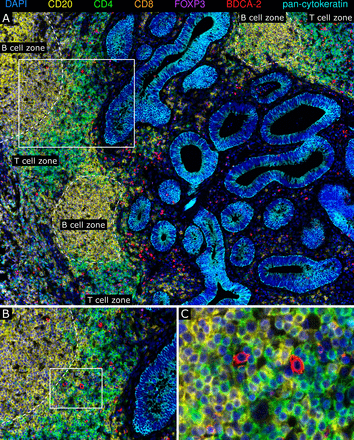 DAPI CD20 CD4 CD8 FOXP3 BDCA-2 pan-cytokeratin
A
B cell zone
T cell zone
B cell zone
T cell zone
B cell zone
T cell zone
B
C